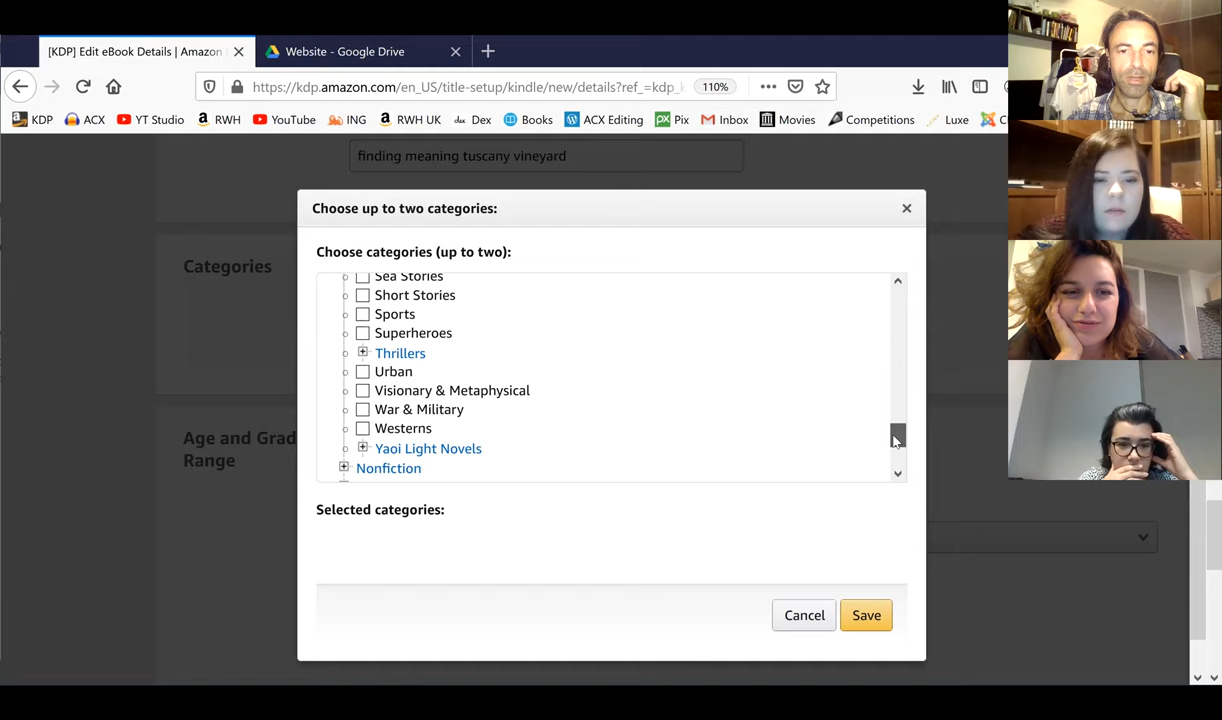 [KDP] Edit eBook Details | Amazon
Website - Google Drive
https://kdp.amazon.com/en_US/title-setup/kindle/new/details?ref_=kdp_
110%
KDP
ACX
YT Studio
RWH
YouTube
ING
RWH UK
dex
Dex
Books
ACX Editing
px
Pix
Inbox
Movies
Competitions
Luxe
C
finding meaning tuscany vineyard
Choose up to two categories:
Categories
Choose categories (up to two):
Sea Stories
Short Stories
Sports
Superheroes
Thrillers
Urban
Visionary & Metaphysical
War & Military
Westerns
Yaoi Light Novels
Nonfiction
Age and Grad
Range
Selected categories:
Cancel
Save